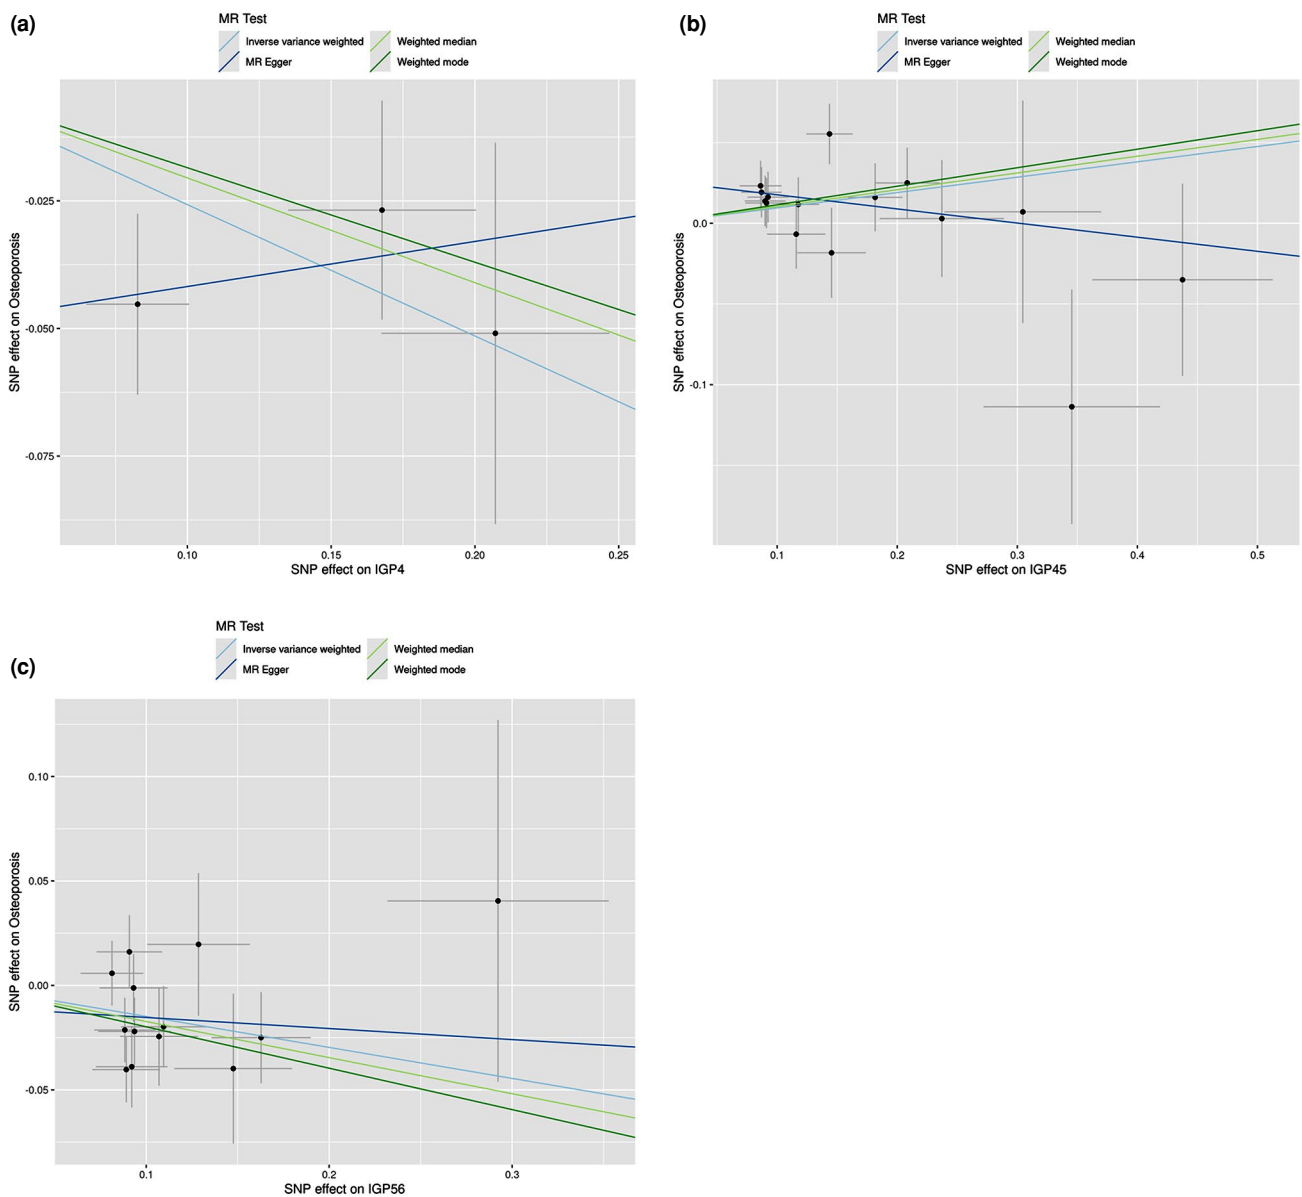 (a)
MR Test
Inverse variance weighted
Weighted median
MR Egger
Weighted mode
SNP effect on Osteoporosis
-0.025
-0.050
-0.075
0.10
0.15
0.20
0.25
SNP effect on IGP4
(b)
MR Test
Inverse variance weighted
Weighted median
MR Egger
Weighted mode
SNP effect on Osteoporosis
0.0
-0.1
0.1
0.2
0.3
0.4
0.5
SNP effect on IGP45
(c)
MR Test
Inverse variance weighted
Weighted median
MR Egger
Weighted mode
SNP effect on Osteoporosis
0.10
0.05
0.00
-0.05
0.1
0.2
0.3
SNP effect on IGP56